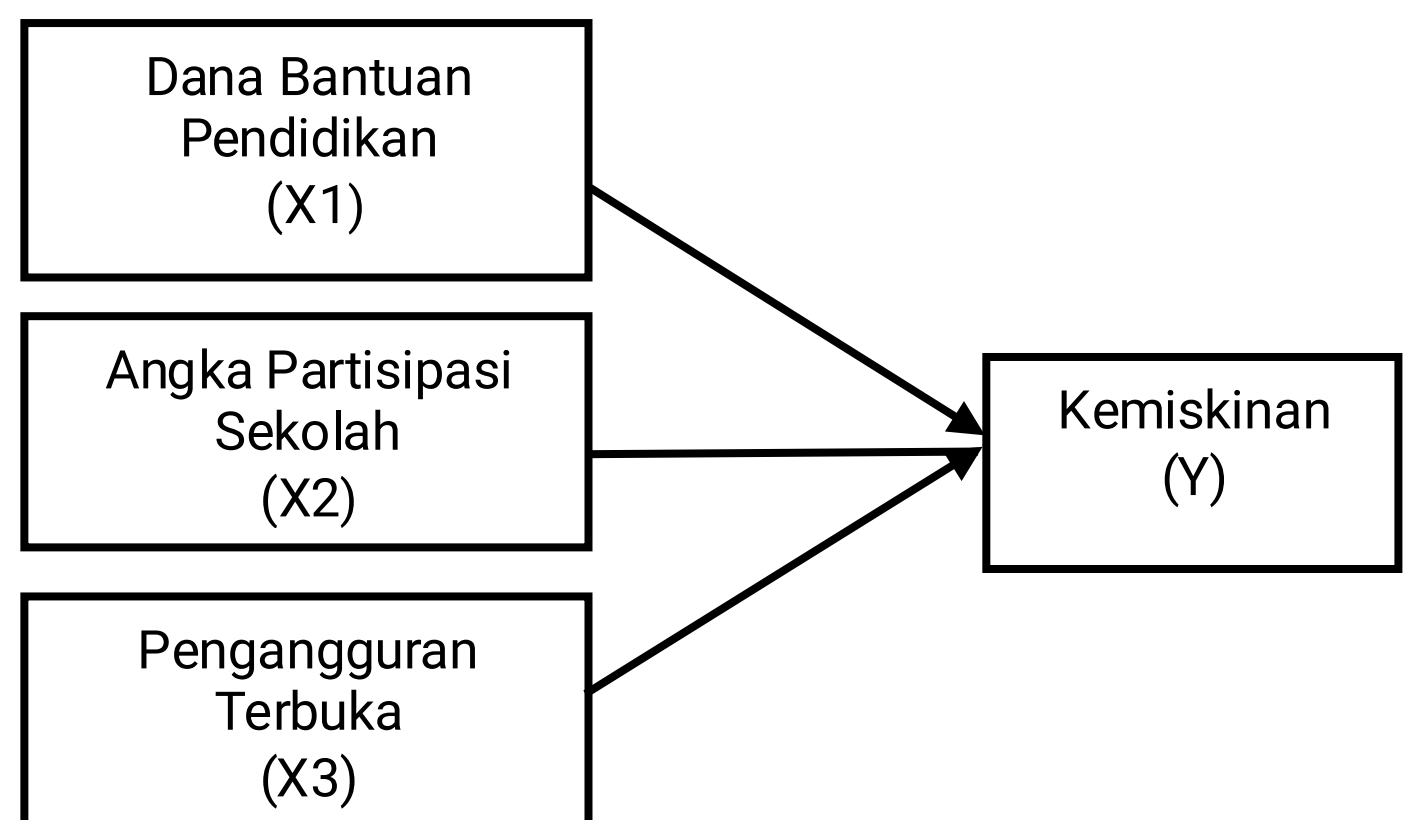 Dana Bantuan
Pendidikan
(X1)
Angka Partisipasi
Sekolah
(X2)
Pengangguran
Terbuka
(X3)
Kemiskinan
(Y)